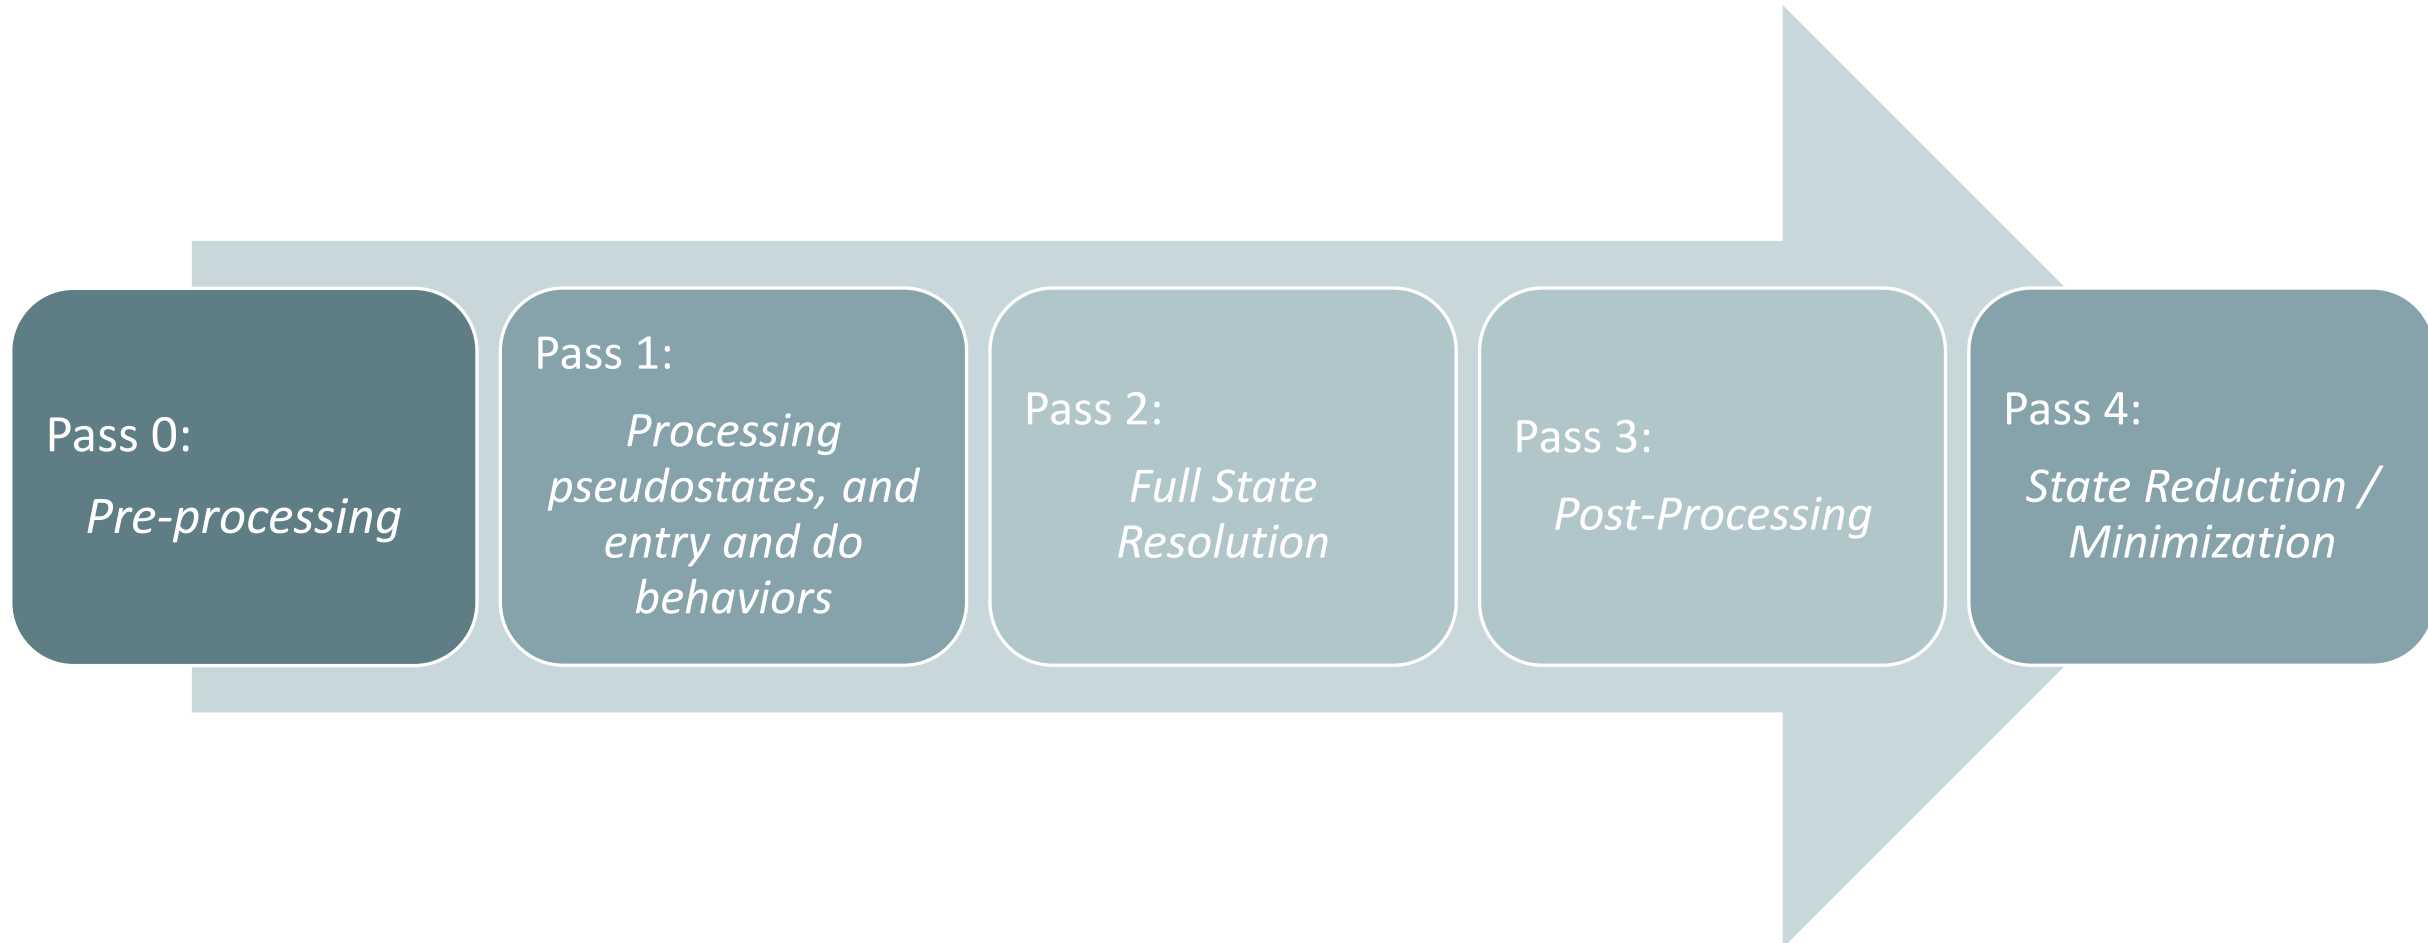 Pass 0:
Pre-processing
Pass 1:
Processing
pseudostates, and
entry and do
behaviors
Pass 2:
Full State
Resolution
Pass 3:
Post-Processing
Pass 4:
State Reduction /
Minimization